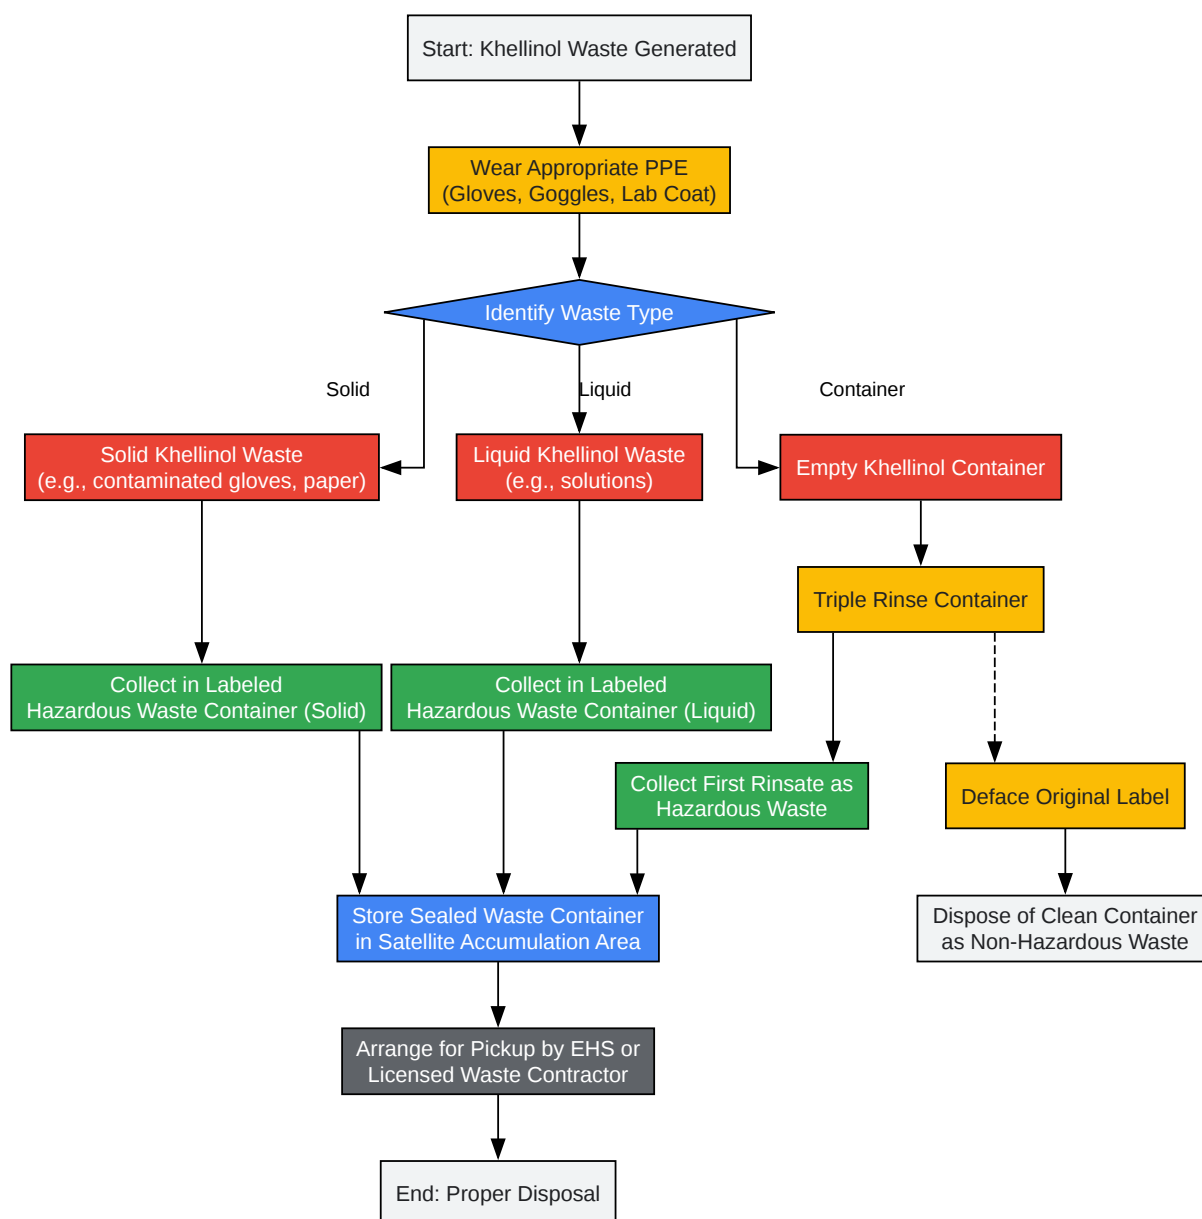 Start: Khellinol Waste Generated
Wear Appropriate PPE
(Gloves, Goggles, Lab Coat)
Identify Waste Type
Solid
Liquid
Container
Solid Khellinol Waste
(e.g., contaminated gloves, paper)
Liquid Khellinol Waste
(e.g., solutions)
Empty Khellinol Container
Triple Rinse Container
Collect in Labeled
Hazardous Waste Container (Solid)
Collect in Labeled
Hazardous Waste Container (Liquid)
Collect First Rinsate as
Hazardous Waste
Deface Original Label
Store Sealed Waste Container
in Satellite Accumulation Area
Dispose of Clean Container
as Non-Hazardous Waste
Arrange for Pickup by EHS or
Licensed Waste Contractor
End: Proper Disposal